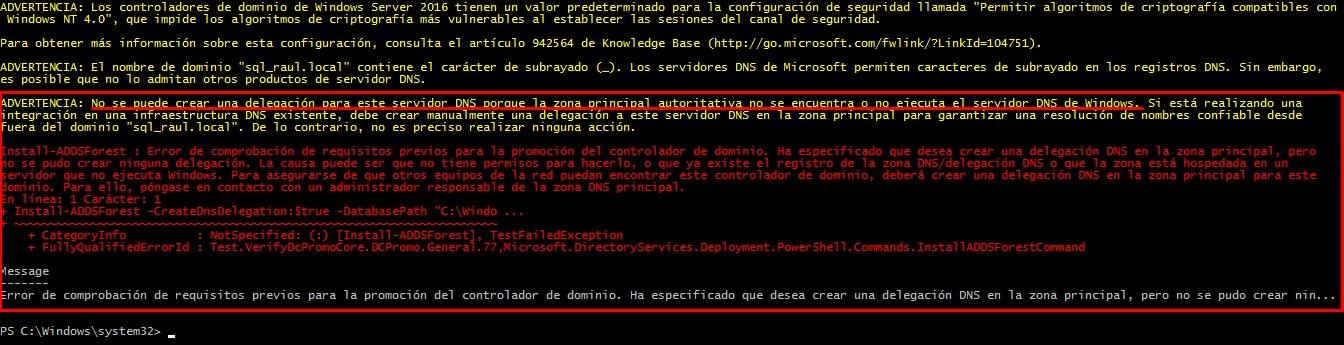 ADVERTENCIA: Los controladores de dominio de Windows Server 2016 tienen un valor predeterminado para la configuración de seguridad llamada "Permitir algoritmos de criptografía compatibles con
Windows NT 4.0", que impide los algoritmos de criptografía más vulnerables al establecer las sesiones del canal de seguridad.
Para obtener más información sobre esta configuración, consulta el artículo 942564 de Knowledge Base (http://go.microsoft.com/fwlink/?LinkId=104751).
ADVERTENCIA: El nombre de dominio "sql_raul.local" contiene el carácter de subrayado (_). Los servidores DNS de Microsoft permiten caracteres de subrayado en los registros DNS. Sin embargo,
es posible que no lo admitan otros productos de servidor DNS.
ADVERTENCIA: No se puede crear una delegación para este servidor DNS porque la zona principal autoritativa no se encuentra o no ejecuta el servidor DNS de Windows. Si está realizando una
integración en una infraestructura DNS existente, debe crear manualmente una delegación a este servidor DNS en la zona principal para garantizar una resolución de nombres confiable desde
fuera del dominio "sql_raul.local". De lo contrario, no es preciso realizar ninguna acción.
Install-ADDSForest : Error de comprobación de requisitos previos para la promoción del controlador de dominio. Ha especificado que desea crear una delegación DNS en la zona principal, pero
no se pudo crear ninguna delegación. La causa puede ser que no tiene permisos para hacerlo, o que ya existe el registro de la zona DNS/delegación DNS o que la zona está hospedada en un
servidor que no ejecuta Windows. Para asegurarse de que otros equipos de la red puedan encontrar este controlador de dominio, deberá crear una delegación DNS en la zona principal para este
dominio. Para ello, póngase en contacto con un administrador responsable de la zona DNS principal.
En línea: 1 Carácter: 1
+ Install-ADDSForest -CreateDnsDelegation:$true -DatabasePath "C:\Windo ...
+ ~~~~~~~~~~~~~~~~~~~~~~~~~~~~~~~~~~~~~~~~~~~~~~~~~~~~~~~~~~~~~~~~~
+ CategoryInfo : NotSpecified: (:) [Install-ADDSForest], TestFailedException
+ FullyQualifiedErrorId : Test.VerifyDcPromoCore.DCPromo.General.77,Microsoft.DirectoryServices.Deployment.PowerShell.Commands.InstallADDSForestCommand
Message
-------
Error de comprobación de requisitos previos para la promoción del controlador de dominio. Ha especificado que desea crear una delegación DNS en la zona principal, pero no se pudo crear nin...
PS C:\Windows\system32> _